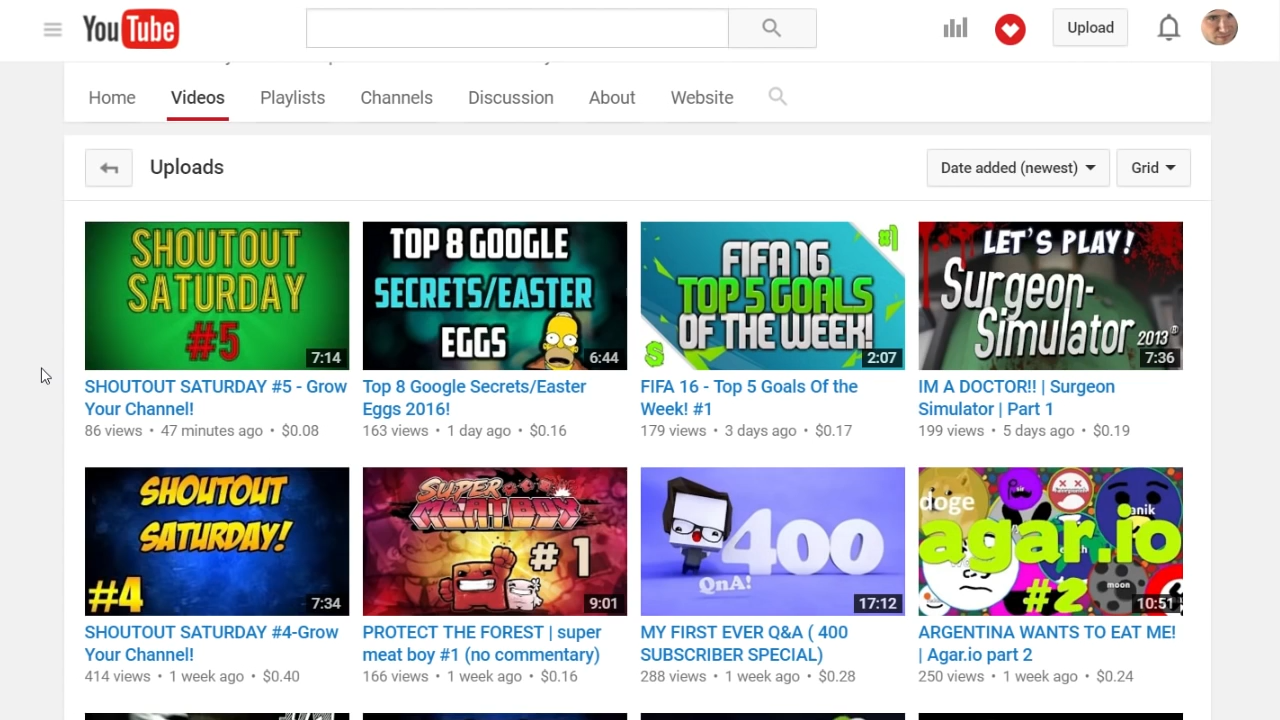 YouTube
Upload
Home Videos Playlists Channels Discussion About Website
Uploads
Date added (newest) Grid
SHOUTOUT
SATURDAY
#5
7:14
TOP 8 GOOGLE
SECRETS/EASTER
EGGS
6:44
#1
FIFA 16
TOP 5 GOALS
OF THE WEEK!
2:07
LET'S PLAY!
Surgeon-
Simulator 2013
7:36
SHOUTOUT SATURDAY #5 - Grow
Your Channel!
86 views • 47 minutes ago • $0.08
Top 8 Google Secrets/Easter
Eggs 2016!
163 views • 1 day ago • $0.16
FIFA 16 - Top 5 Goals Of the
Week! #1
179 views • 3 days ago • $0.17
IM A DOCTOR!! | Surgeon
Simulator | Part 1
199 views • 5 days ago • $0.19
SHOUTOUT
SATURDAY!
#4
7:34
SUPER
MEAT BOY
# 1
9:01
400
QnA!
17:12
doge
agar.io
#2
moon
10:51
SHOUTOUT SATURDAY #4-Grow
Your Channel!
414 views • 1 week ago • $0.40
PROTECT THE FOREST | super
meat boy #1 (no commentary)
166 views • 1 week ago • $0.16
MY FIRST EVER Q&A ( 400
SUBSCRIBER SPECIAL)
288 views • 1 week ago • $0.28
ARGENTINA WANTS TO EAT ME!
| Agar.io part 2
250 views • 1 week ago • $0.24